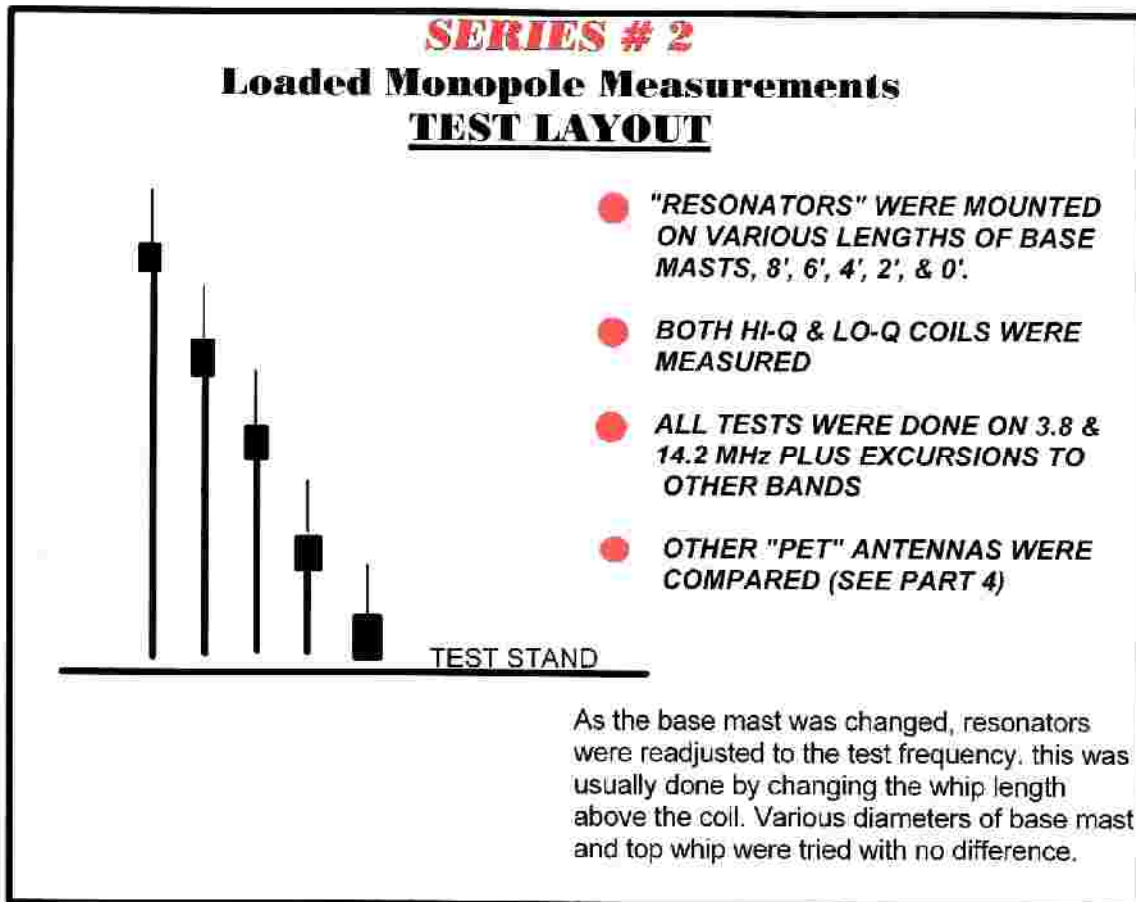 SERIES # 2
Loaded Monopole Measurements
TEST LAYOUT
"RESONATORS" WERE MOUNTED
ON VARIOUS LENGTHS OF BASE
MASTS, 8', 6', 4', 2', & 0'.
BOTH HI-Q & LO-Q COILS WERE
MEASURED
ALL TESTS WERE DONE ON 3.8 &
14.2 MHz PLUS EXCURSIONS TO
OTHER BANDS
OTHER "PET" ANTENNAS WERE
COMPARED (SEE PART 4)
TEST STAND
As the base mast was changed, resonators
were readjusted to the test frequency. this was
usually done by changing the whip length
above the coil. Various diameters of base mast
and top whip were tried with no difference.